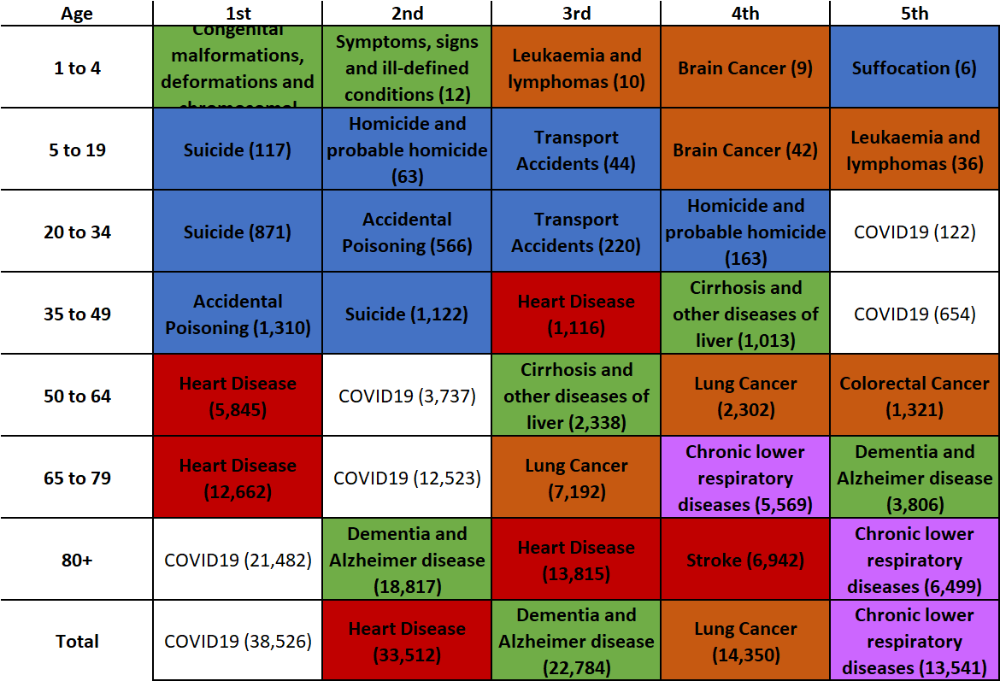 Age 1st 2nd 3rd 4th 5th
1 to 4
Congenital
malformations,
deformations and
chromosomal
Symptoms, signs
and ill-defined
conditions (12)
Leukaemia and
lymphomas (10)
Brain Cancer (9)
Suffocation (6)
5 to 19
Suicide (117)
Homicide and
probable homicide
(63)
Transport
Accidents (44)
Brain Cancer (42)
Leukaemia and
lymphomas (36)
20 to 34
Suicide (871)
Accidental
Poisoning (566)
Transport
Accidents (220)
Homicide and
probable homicide
(163)
COVID19 (122)
35 to 49
Accidental
Poisoning (1,310)
Suicide (1,122)
Heart Disease
(1,116)
Cirrhosis and
other diseases of
liver (1,013)
COVID19 (654)
50 to 64
Heart Disease
(5,845)
COVID19 (3,737)
Cirrhosis and
other diseases of
liver (2,338)
Lung Cancer
(2,302)
Colorectal Cancer
(1,321)
65 to 79
Heart Disease
(12,662)
COVID19 (12,523)
Lung Cancer
(7,192)
Chronic lower
respiratory
diseases (5,569)
Dementia and
Alzheimer disease
(3,806)
80+
COVID19 (21,482)
Dementia and
Alzheimer disease
(18,817)
Heart Disease
(13,815)
Stroke (6,942)
Chronic lower
respiratory
diseases (6,499)
Total
COVID19 (38,526)
Heart Disease
(33,512)
Dementia and
Alzheimer disease
(22,784)
Lung Cancer
(14,350)
Chronic lower
respiratory
diseases (13,541)